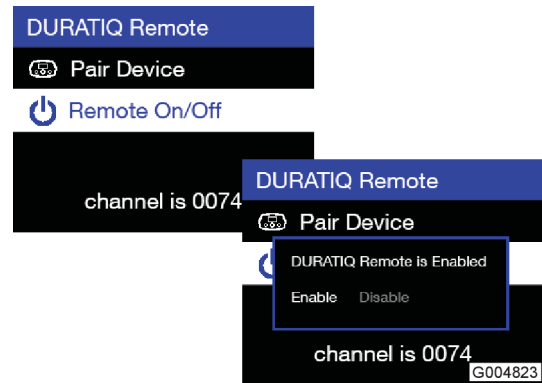 DURATIQ Remote
Pair Device
Remote On/Off
channel is 0074
DURATIQ Remote
Pair Device
DURATIQ Remote is Enabled
Enable Disable
channel is 0074
G004823